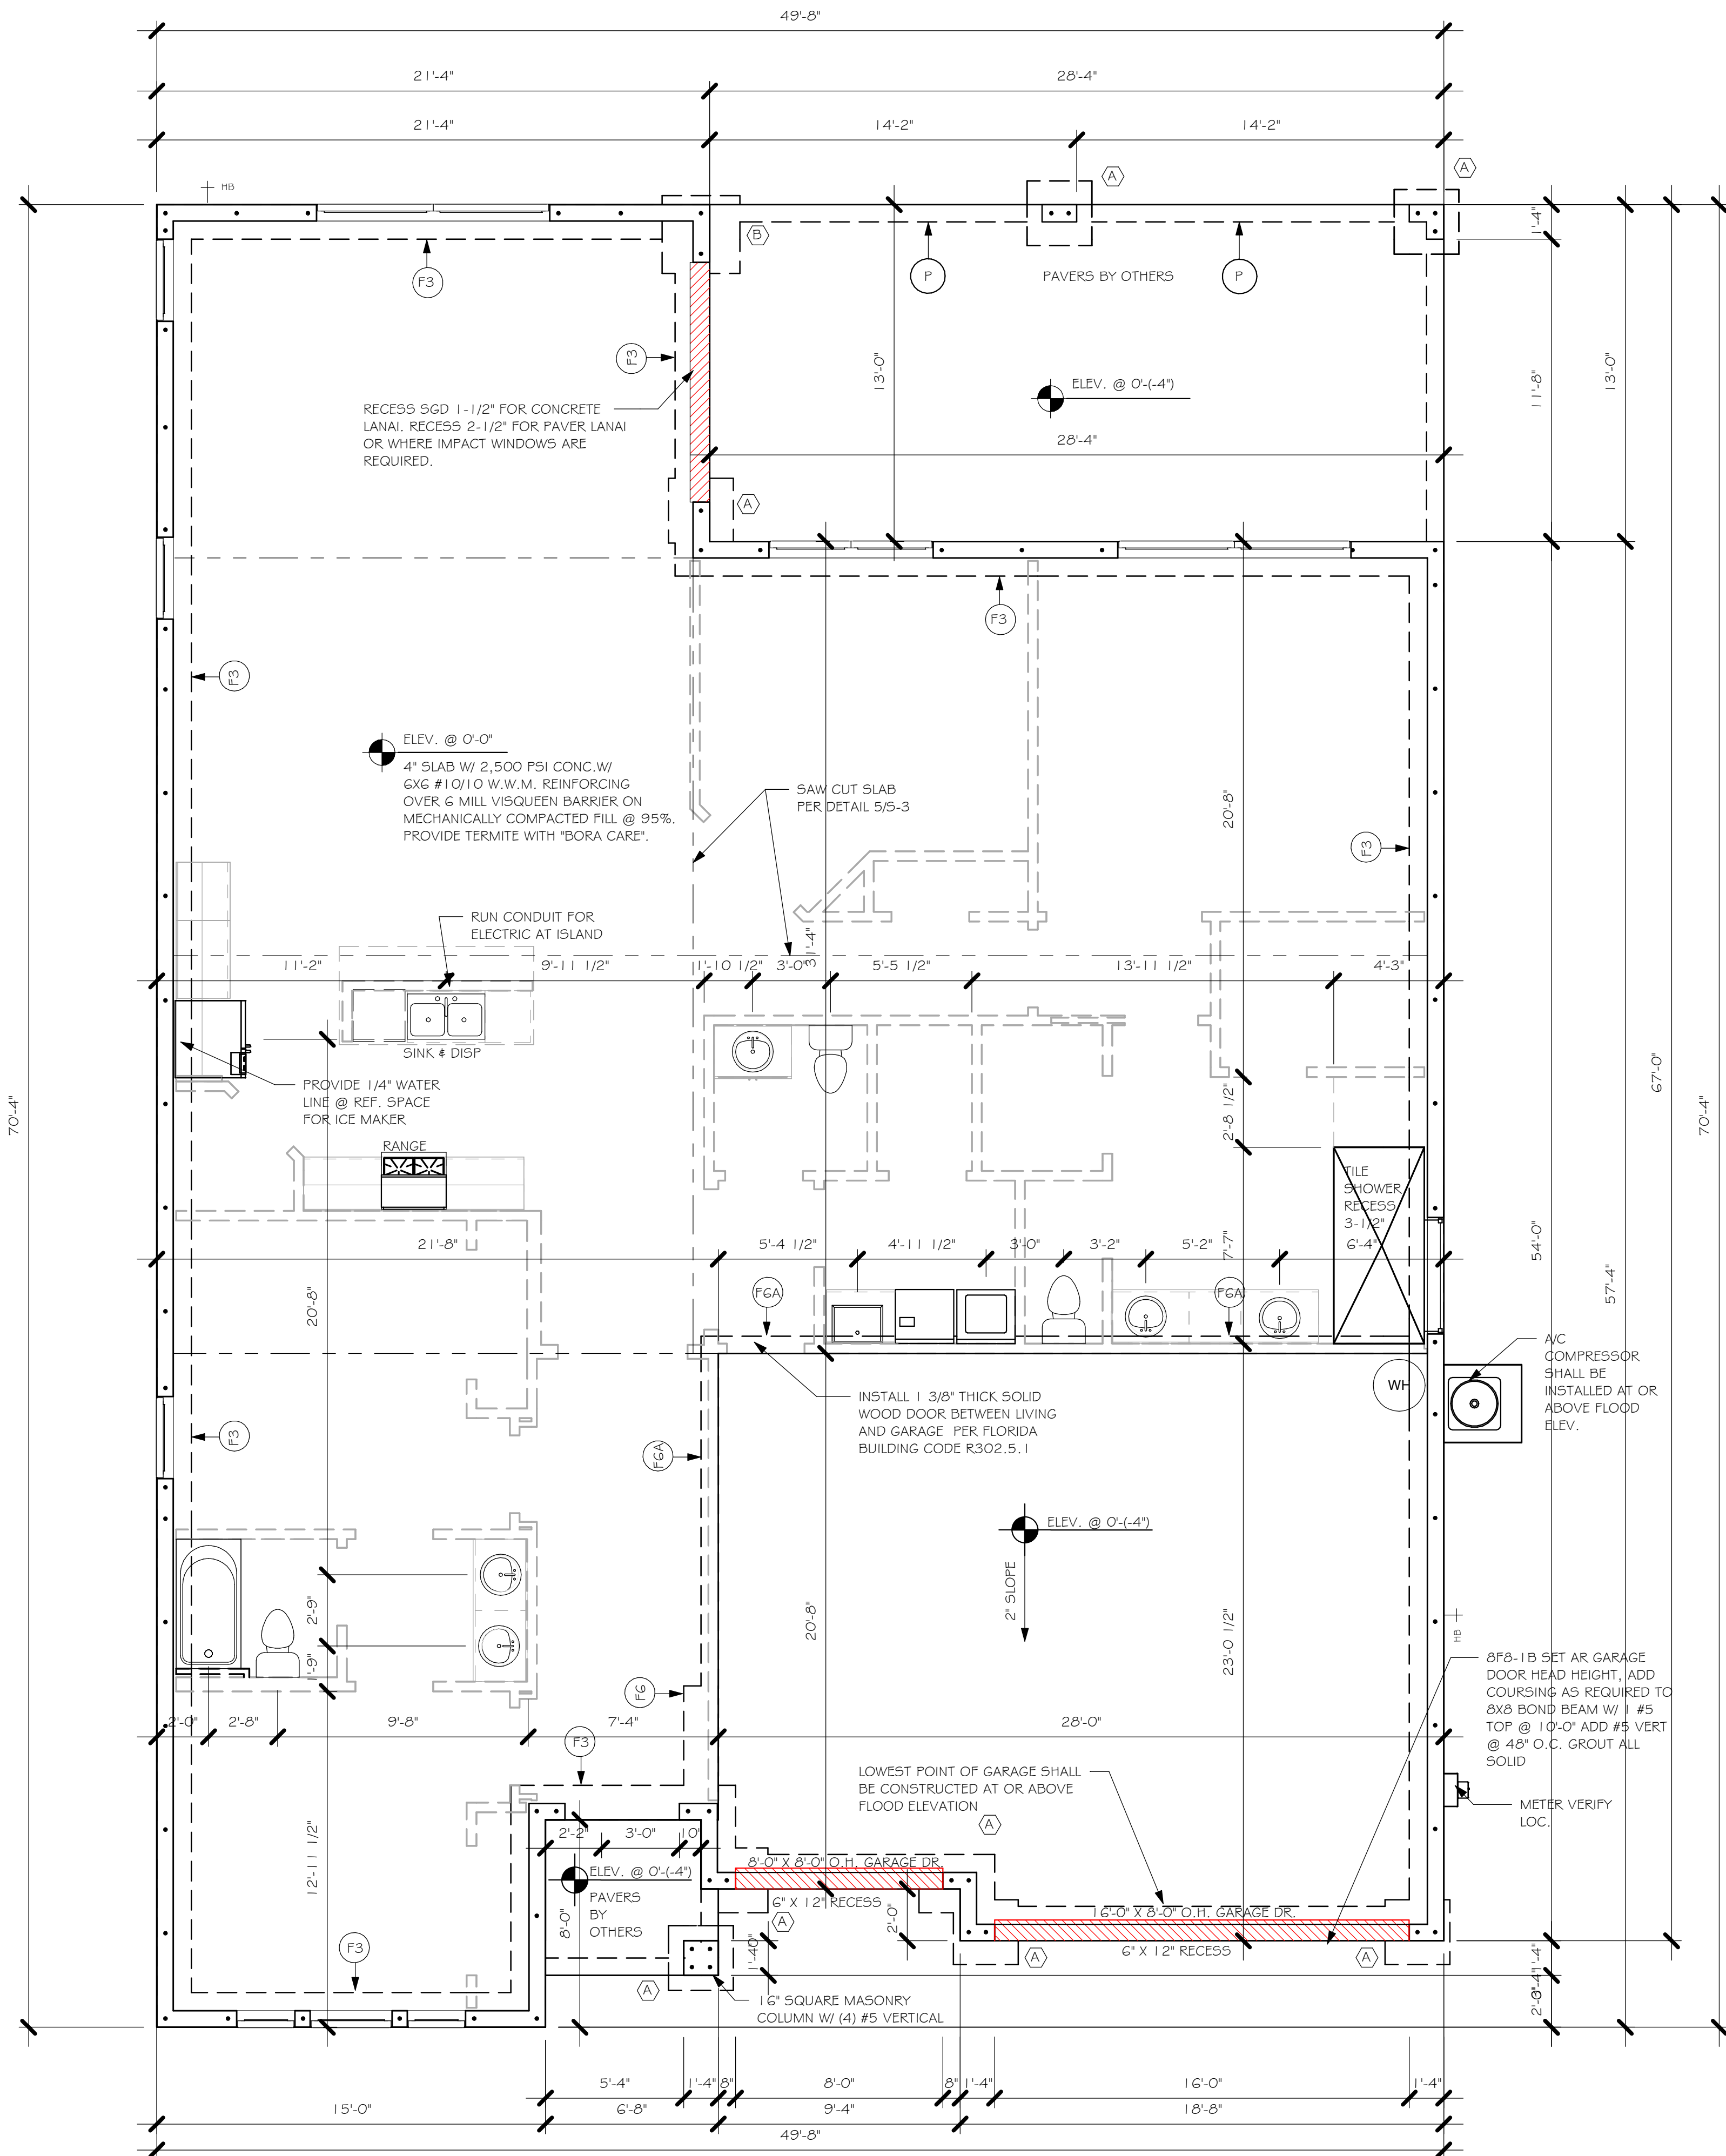 49'-8"
21'-4"
28'-4"
21'-4"
14'-2"
14'-2"
HB
A
A
B
F3
P
P
PAVERS BY OTHERS
1'-4"
F3
13'-0"
11'-8"
13'-0"
ELEV. @ 0'-(-4")
RECESS SGD 1-1/2" FOR CONCRETE
LANAI. RECESS 2-1/2" FOR PAVER LANAI
OR WHERE IMPACT WINDOWS ARE
REQUIRED.
28'-4"
A
F3
F3
ELEV. @ 0'-0"
4" SLAB W/ 2,500 PSI CONC.W/
6X6 #10/10 W.W.M. REINFORCING
OVER 6 MILL VISQUEEN BARRIER ON
MECHANICALLY COMPACTED FILL @ 95%.
PROVIDE TERMITE WITH "BORA CARE".
SAW CUT SLAB
PER DETAIL 5/S-3
20'-8"
F3
RUN CONDUIT FOR
ELECTRIC AT ISLAND
31'-4"
11'-2"
9'-11 1/2"
1'-10 1/2"
3'-0"
5'-5 1/2"
13'-11 1/2"
4'-3"
SINK & DISP
PROVIDE 1/4" WATER
LINE @ REF. SPACE
FOR ICE MAKER
RANGE
70'-4"
67'-0"
70'-4"
2'-8 1/2"
TILE
SHOWER
RECESS
3-1/2"
21'-8"
5'-4 1/2"
4'-11 1/2"
3'-0"
3'-2"
5'-2"
7'-7"
6'-4"
54'-0"
57'-4"
20'-8"
F6A
F6A
WH
A/C
COMPRESSOR
SHALL BE
INSTALLED AT OR
ABOVE FLOOD
ELEV.
INSTALL 1 3/8" THICK SOLID
WOOD DOOR BETWEEN LIVING
AND GARAGE PER FLORIDA
BUILDING CODE R302.5.1
F3
F6A
ELEV. @ 0'-(-4")
2" SLOPE
20'-8"
23'-0 1/2"
2'-9"
1'-9"
HB
8F8-1B SET AR GARAGE
DOOR HEAD HEIGHT, ADD
COURSING AS REQUIRED TO
8X8 BOND BEAM W/ 1 #5
TOP @ 10'-0" ADD #5 VERT
@ 48" O.C. GROUT ALL
SOLID
F6
2'-0"
2'-8"
9'-8"
7'-4"
28'-0"
F3
LOWEST POINT OF GARAGE SHALL
BE CONSTRUCTED AT OR ABOVE
FLOOD ELEVATION
A
METER VERIFY
LOC.
12'-11 1/2"
2'-2"
3'-0"
10"
ELEV. @ 0'-(-4")
PAVERS
BY
OTHERS
8'-0"
8'-0" X 8'-0" O.H. GARAGE DR.
6" X 12" RECESS
2'-0"
A
16'-0" X 8'-0" O.H. GARAGE DR.
6" X 12" RECESS
A
A
F3
A
16" SQUARE MASONRY
COLUMN W/ (4) #5 VERTICAL
1'-4"
2'-0"
5'-4"
1'-4"
8"
8'-0"
8"
1'-4"
16'-0"
1'-4"
15'-0"
6'-8"
9'-4"
18'-8"
49'-8"